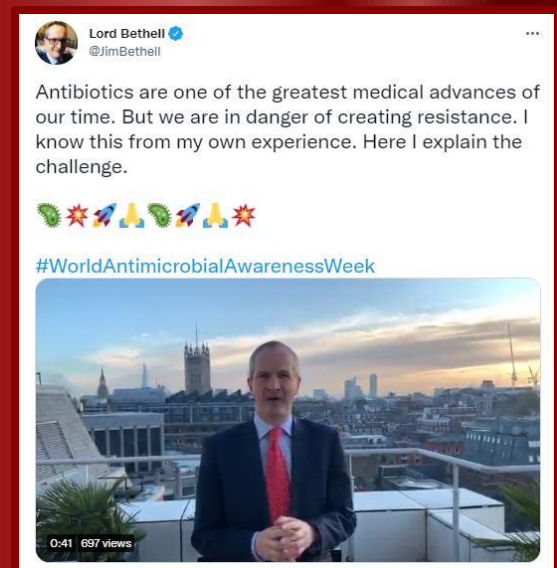 Lord Bethell
@JimBethell
Antibiotics are one of the greatest medical advances of
our time. But we are in danger of creating resistance. I
know this from my own experience. Here I explain the
challenge.
🦠💥🚀🙏🦠🚀🙏💥
#WorldAntimicrobialAwarenessWeek
0:41 697 views